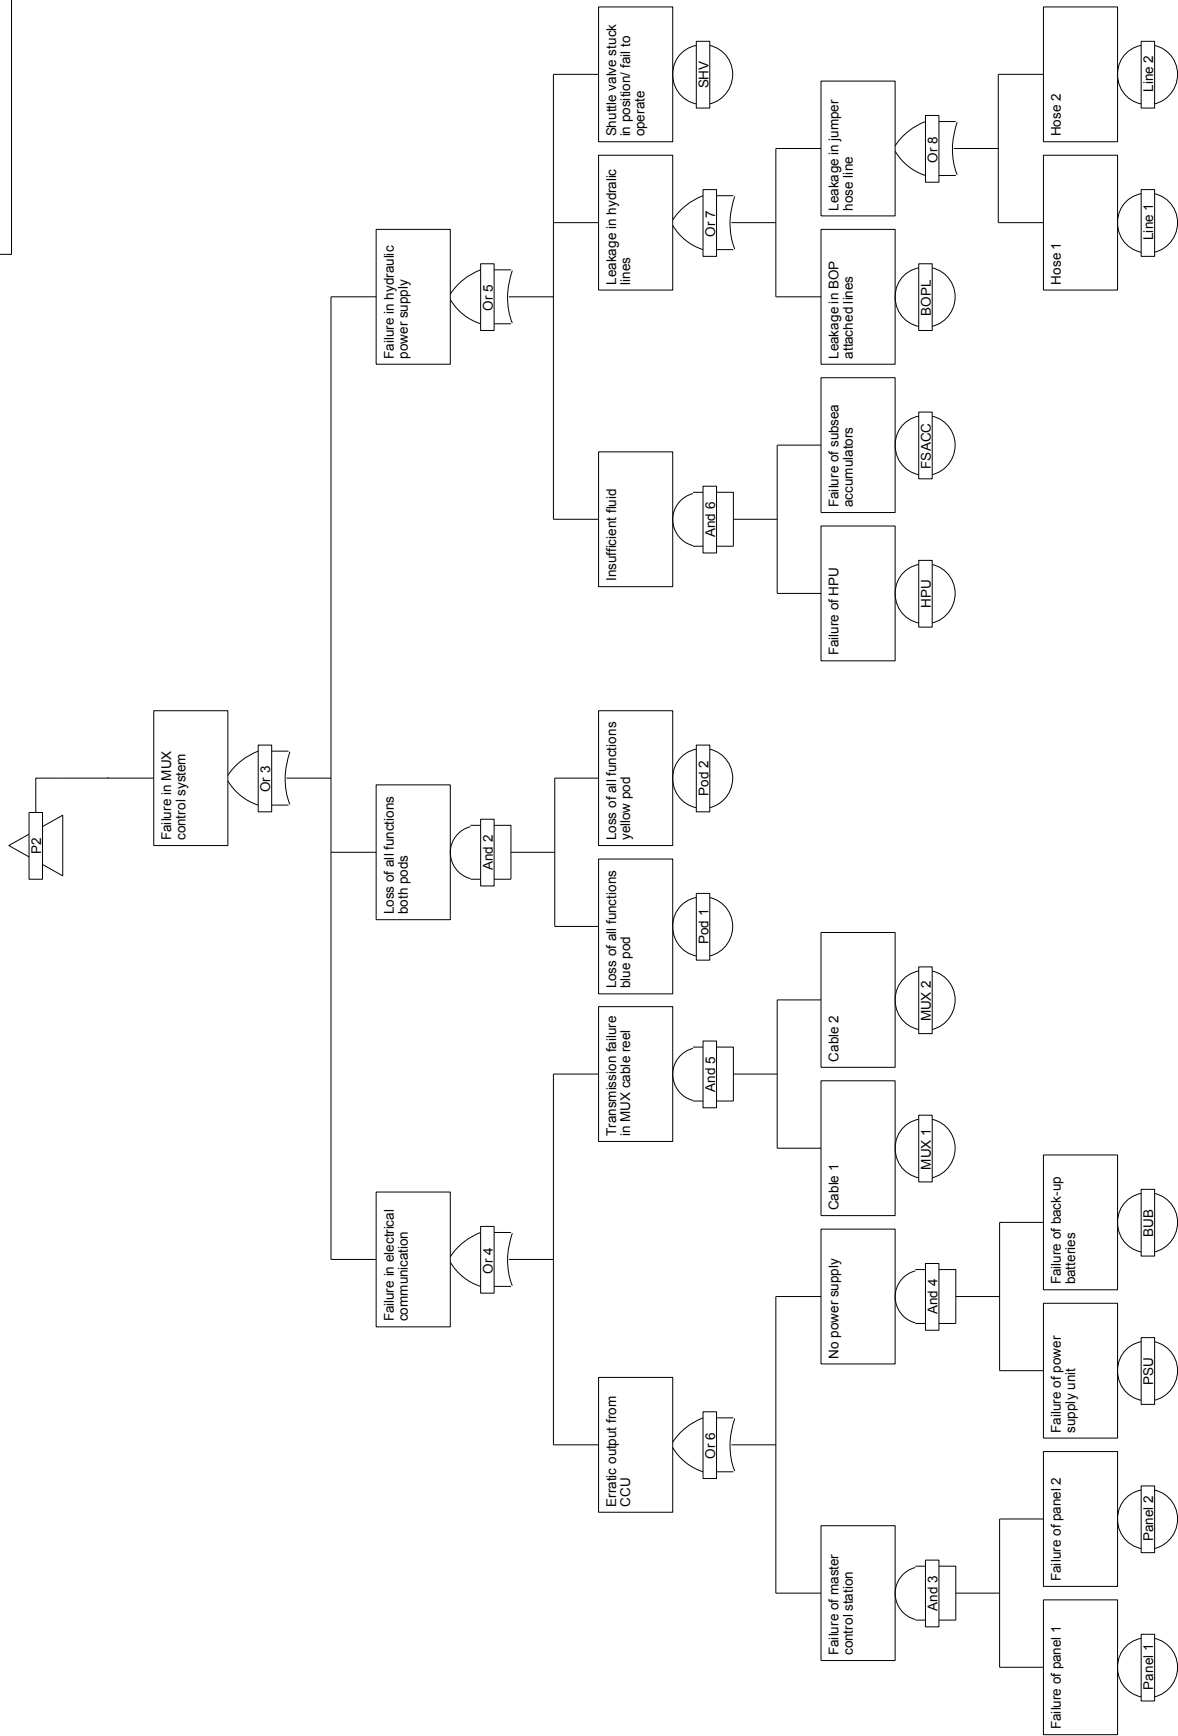 P2
Failure in MUX
control system
Or 3
Failure in electrical
communication
Or 4
Loss of all functions
both pods
And 2
Failure in hydraulic
power supply
Or 5
Erratic output from
CCU
Or 6
Transmission failure
in MUX cable reel
And 5
Loss of all functions
blue pod
Pod 1
Loss of all functions
yellow pod
Pod 2
Insufficient fluid
And 6
Leakage in hydralic
lines
Or 7
Shuttle valve stuck
in position/ fail to
operate
SHV
Failure of master
control station
And 3
No power supply
And 4
Cable 1
MUX 1
Cable 2
MUX 2
Failure of HPU
HPU
Failure of subsea
accumulators
FSACC
Leakage in BOP
attached lines
BOPL
Leakage in jumper
hose line
Or 8
Failure of panel 1
Panel 1
Failure of panel 2
Panel 2
Failure of power
supply unit
PSU
Failure of back-up
batteries
BUB
Hose 1
Line 1
Hose 2
Line 2